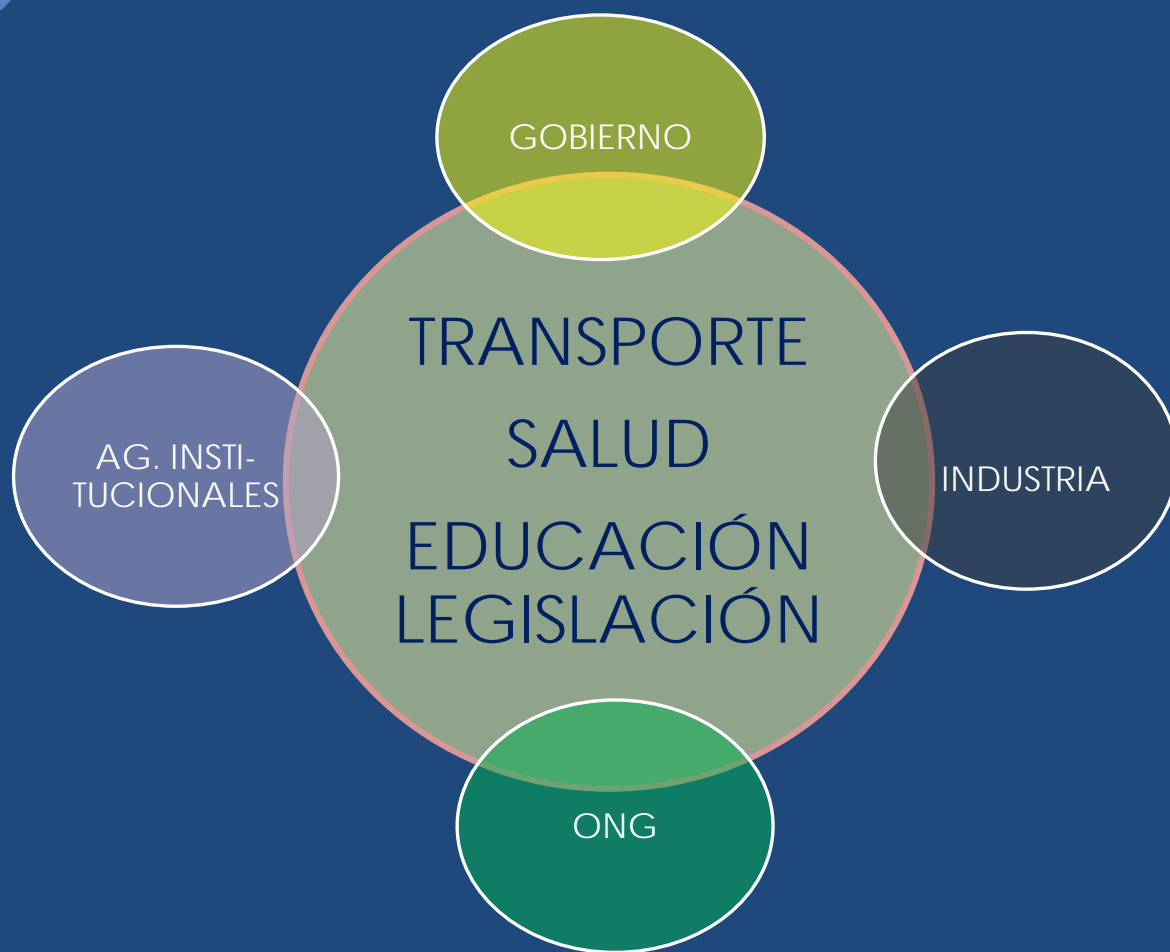 GOBIERNO
TRANSPORTE
SALUD
EDUCACIÓN
LEGISLACIÓN
AG. INSTI-
TUCIONALES
INDUSTRIA
ONG